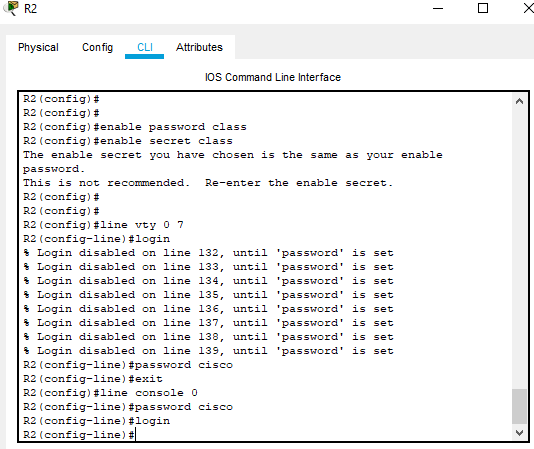 R2
Physical Config CLI Attributes
IOS Command Line Interface
R2(config)#
R2(config)#
R2(config)#enable password class
R2(config)#enable secret class
The enable secret you have chosen is the same as your enable
password.
This is not recommended.  Re-enter the enable secret.
R2(config)#
R2(config)#
R2(config)#line vty 0 7
R2(config-line)#login
% Login disabled on line 132, until 'password' is set
% Login disabled on line 133, until 'password' is set
% Login disabled on line 134, until 'password' is set
% Login disabled on line 135, until 'password' is set
% Login disabled on line 136, until 'password' is set
% Login disabled on line 137, until 'password' is set
% Login disabled on line 138, until 'password' is set
% Login disabled on line 139, until 'password' is set
R2(config-line)#password cisco
R2(config-line)#exit
R2(config)#line console 0
R2(config-line)#password cisco
R2(config-line)#login
R2(config-line)#